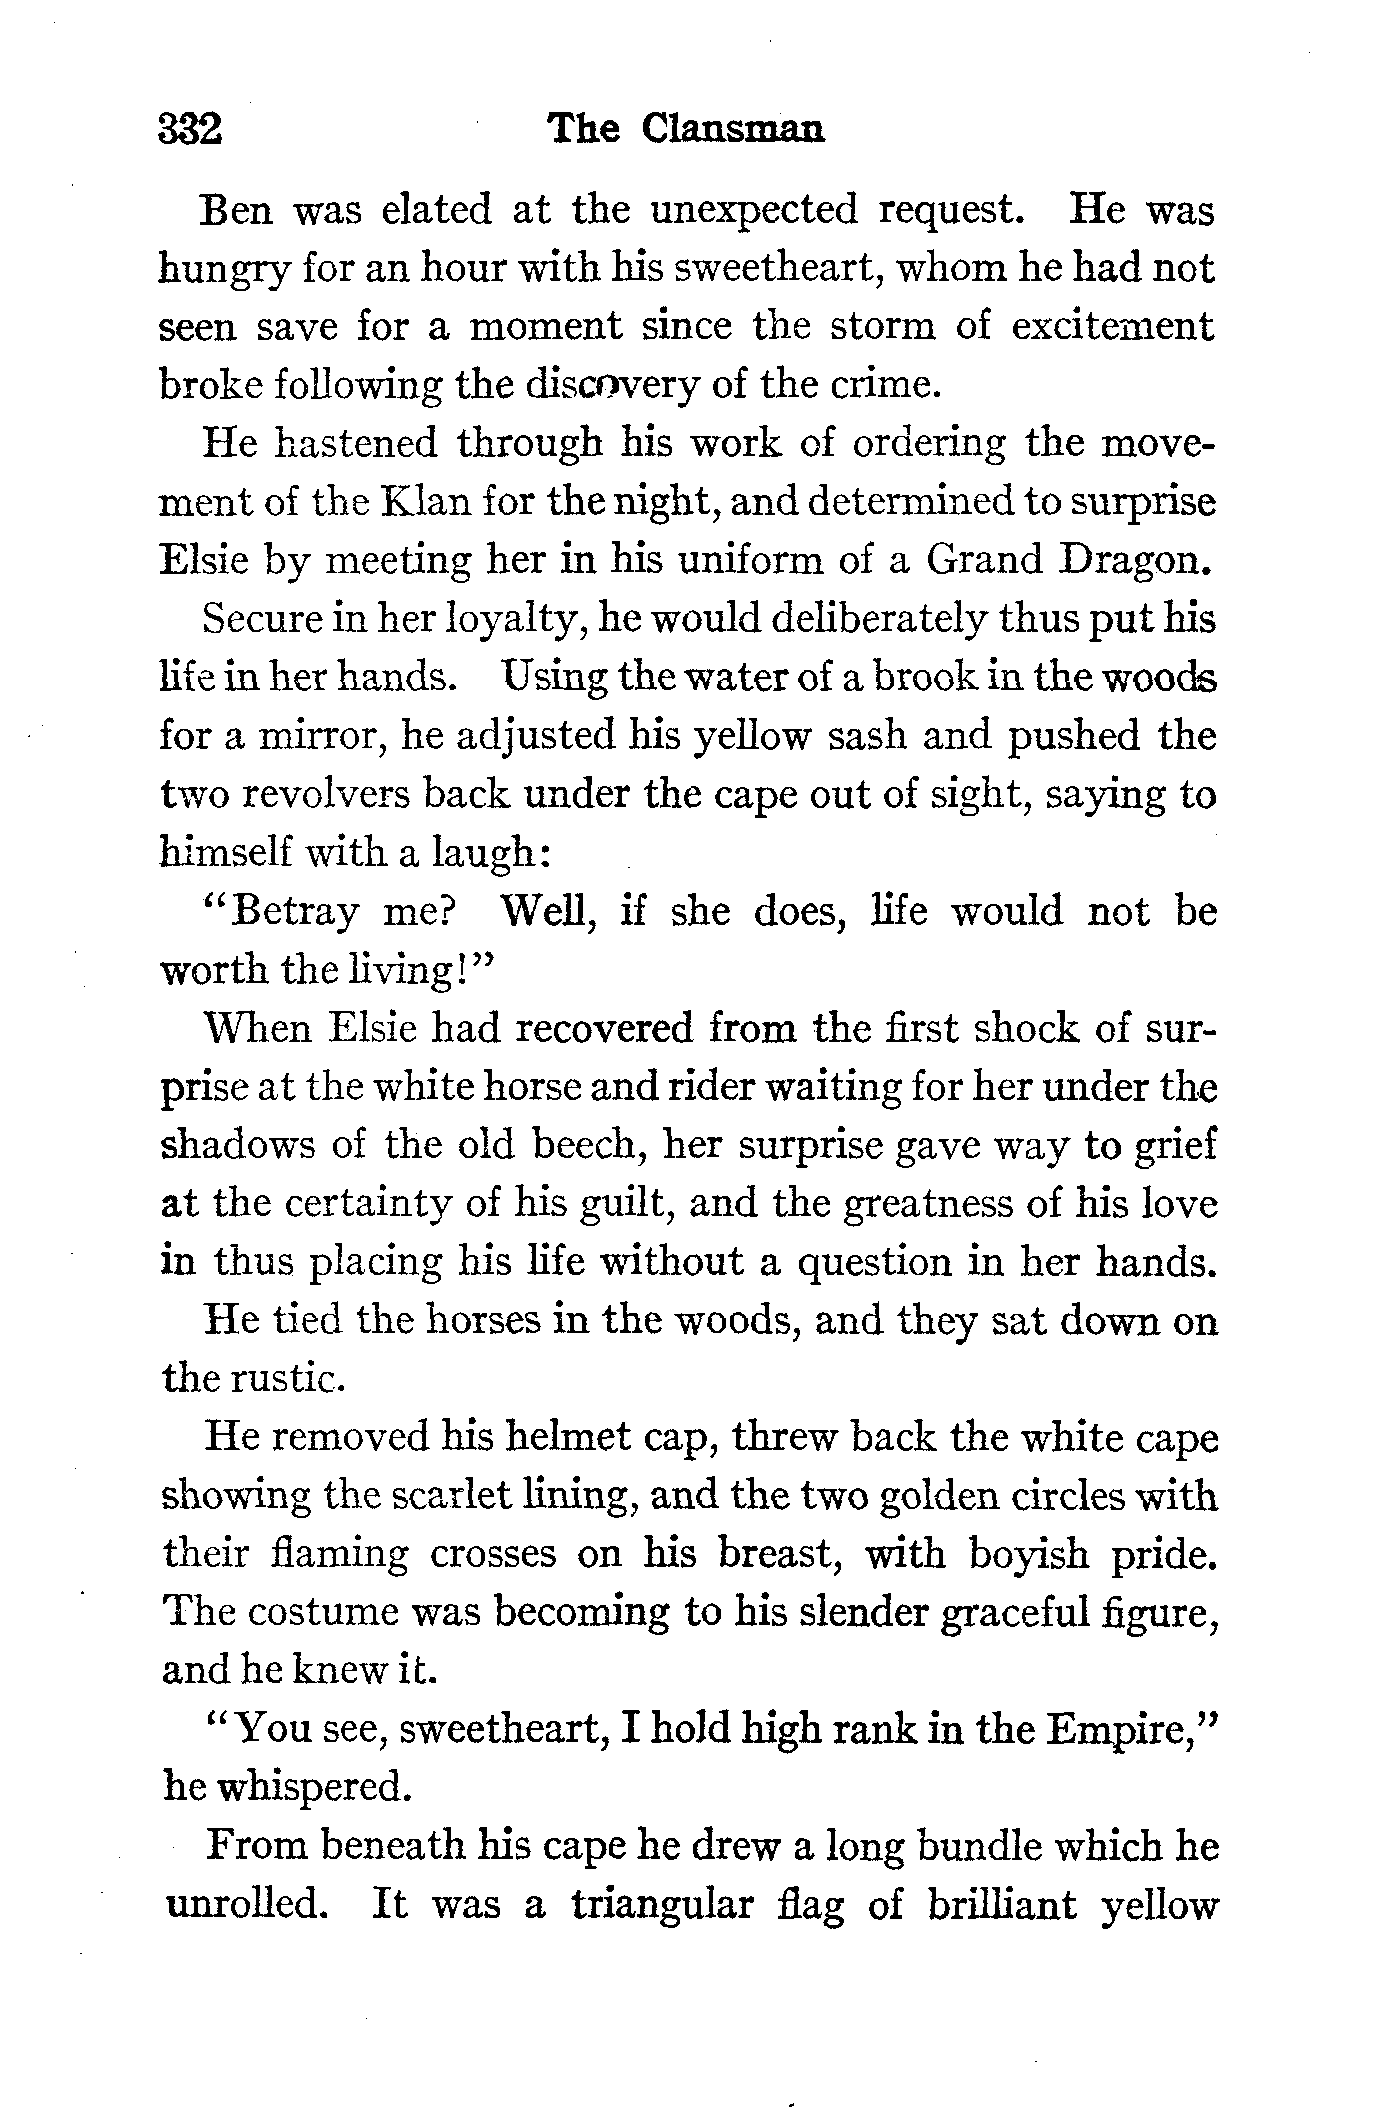 332 The Clansman
Ben was elated at the unexpected request. He was
hungry for an hour with his sweetheart, whom he had not
seen save for a moment since the storm of excitement
broke following the discovery of the crime.
He hastened through his work of ordering the move-
ment of the Klan for the night, and determined to surprise
Elsie by meeting her in his uniform of a Grand Dragon.
Secure in her loyalty, he would deliberately thus put his
life in her hands. Using the water of a brook in the woods
for a mirror, he adjusted his yellow sash and pushed the
two revolvers back under the cape out of sight, saying to
himself with a laugh:
"Betray me? Well, if she does, life would not be
worth the living!"
When Elsie had recovered from the first shock of sur-
prise at the white horse and rider waiting for her under the
shadows of the old beech, her surprise gave way to grief
at the certainty of his guilt, and the greatness of his love
in thus placing his life without a question in her hands.
He tied the horses in the woods, and they sat down on
the rustic.
He removed his helmet cap, threw back the white cape
showing the scarlet lining, and the two golden circles with
their flaming crosses on his breast, with boyish pride.
The costume was becoming to his slender graceful figure,
and he knew it.
"You see, sweetheart, I hold high rank in the Empire,"
he whispered.
From beneath his cape he drew a long bundle which he
unrolled. It was a triangular flag of brilliant yellow